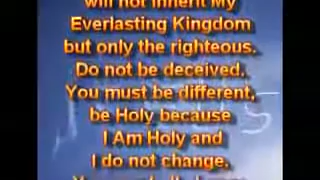 will not inherit My
Everlasting Kingdom
but only the righteous.
Do not be deceived.
You must be different,
be Holy because
I Am Holy and
I do not change.